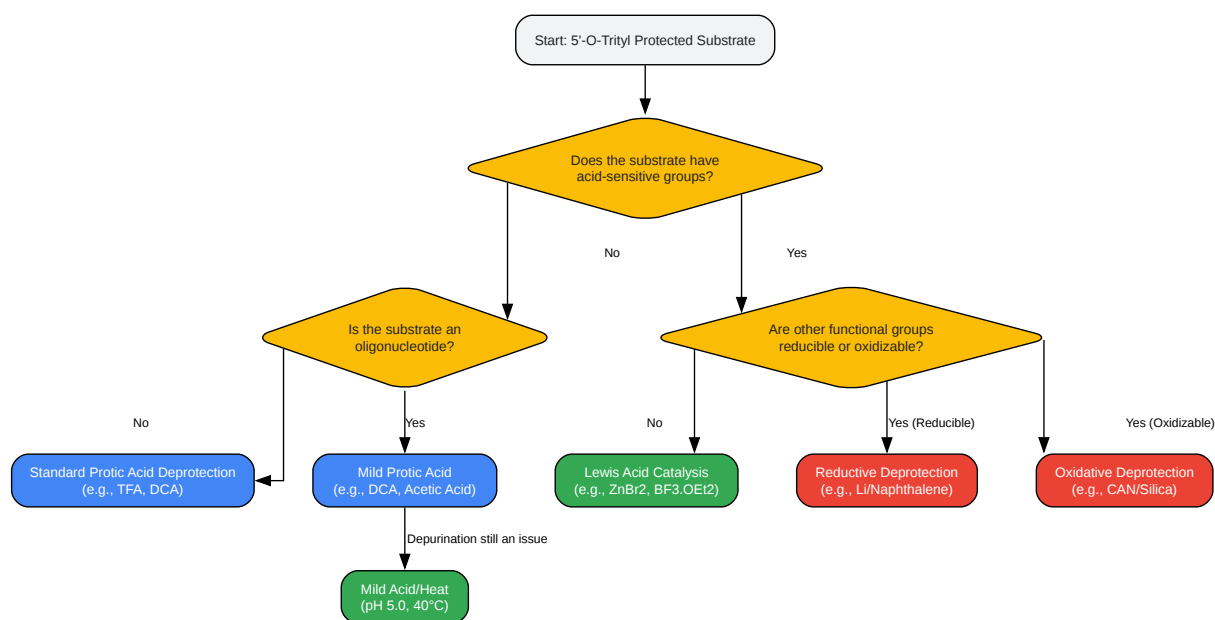 Start: 5'-O-Trityl Protected Substrate
Does the substrate have
acid-sensitive groups?
No
Yes
Is the substrate an
oligonucleotide?
Are other functional groups
reducible or oxidizable?
No
Yes
No
Yes (Reducible)
Yes (Oxidizable)
Standard Protic Acid Deprotection
(e.g., TFA, DCA)
Mild Protic Acid
(e.g., DCA, Acetic Acid)
Lewis Acid Catalysis
(e.g., ZnBr2, BF3.OEt2)
Reductive Deprotection
(e.g., Li/Naphthalene)
Oxidative Deprotection
(e.g., CAN/Silica)
Depurination still an issue
Mild Acid/Heat
(pH 5.0, 40°C)